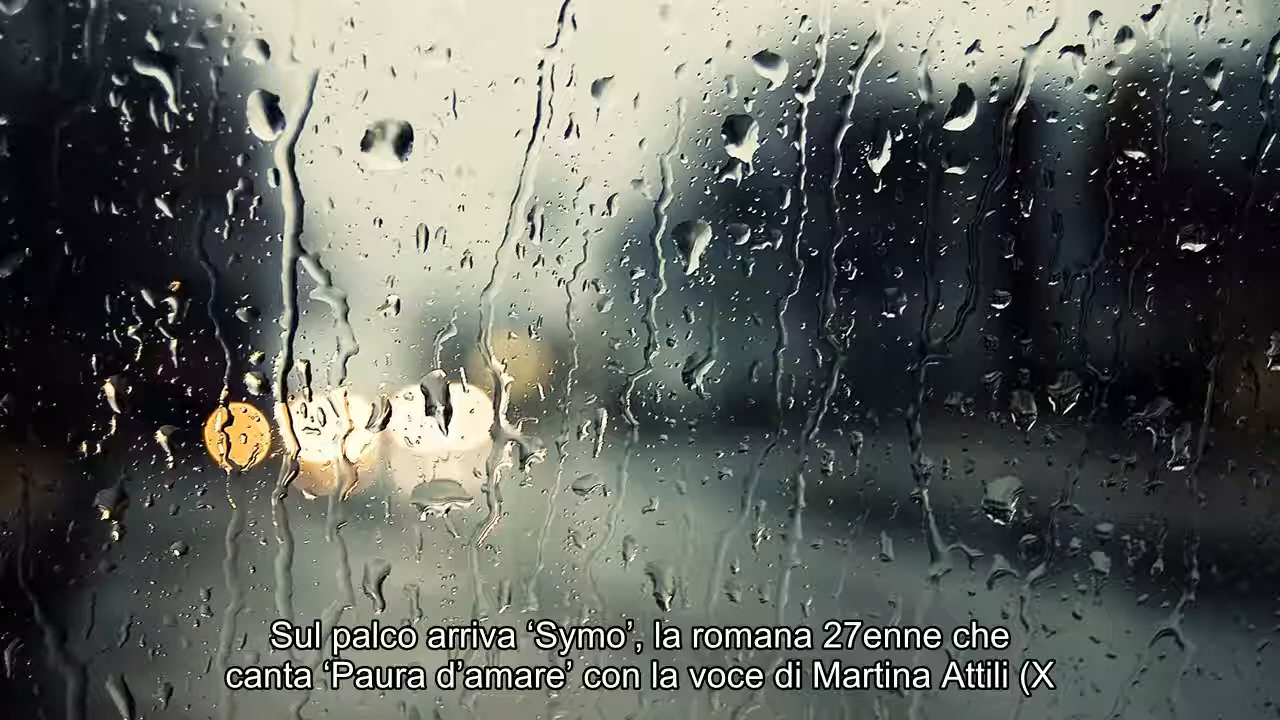 Sul palco arriva ‘Symo’, la romana 27enne che
canta ‘Paura d’amare’ con la voce di Martina Attili (X